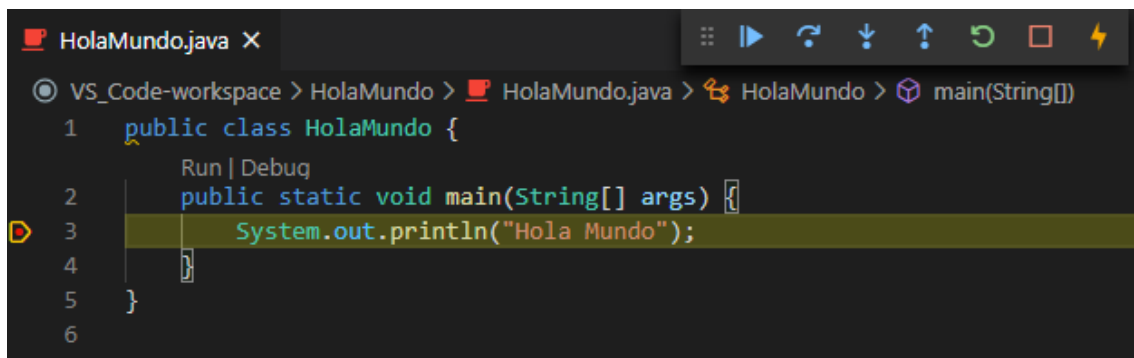 HolaMundo.java
VS_Code-workspace > HolaMundo > HolaMundo.java > HolaMundo > main(String[])
1 public class HolaMundo {
Run | Debug
2 public static void main(String[] args) {
3 System.out.println("Hola Mundo");
4 }
5 }
6